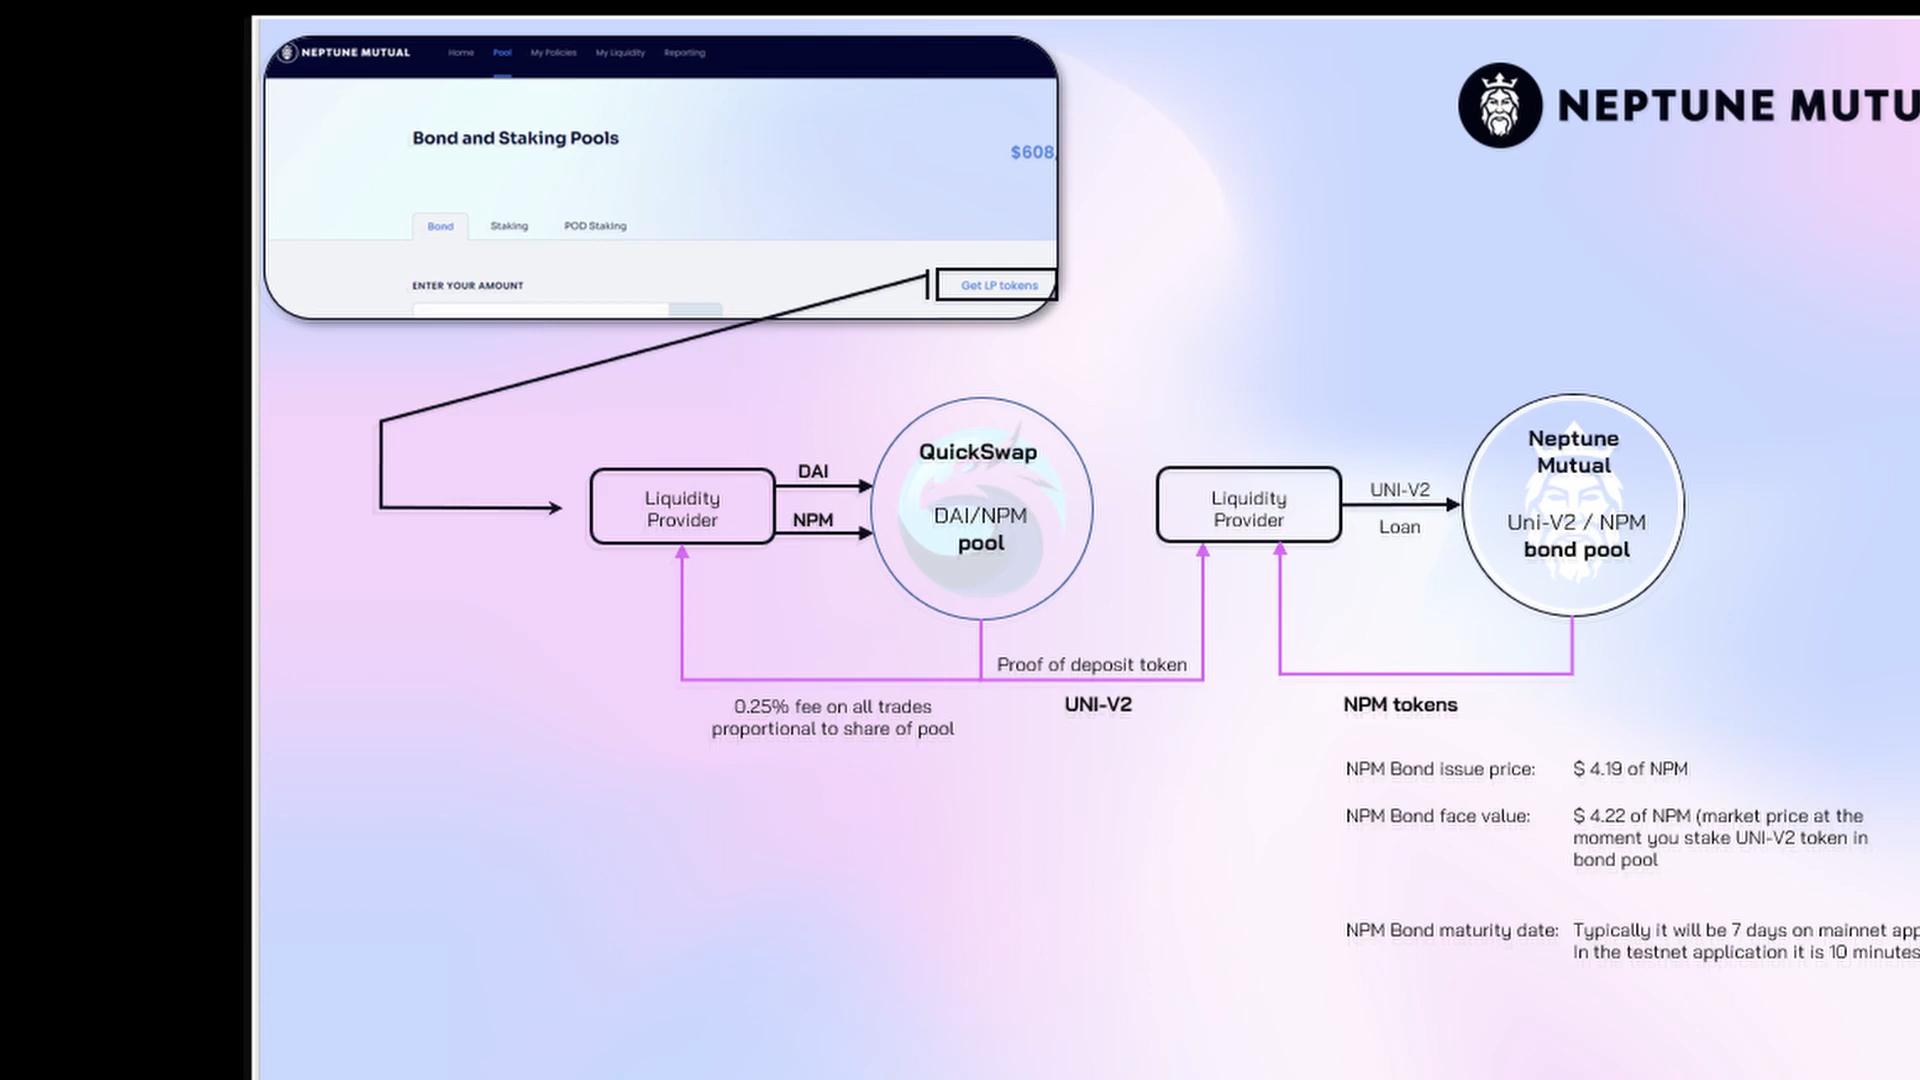 NEPTUNE MUTUAL
Home Pool My Policies My Liquidity Reporting
Bond and Staking Pools
$608,
Bond Staking POD Staking
ENTER YOUR AMOUNT
Get LP tokens
NEPTUNE MUTU
Liquidity
Provider
DAI
NPM
QuickSwap
DAI/NPM
pool
Liquidity
Provider
UNI-V2
Loan
Neptune
Mutual
Uni-V2 / NPM
bond pool
Proof of deposit token
UNI-V2
0.25% fee on all trades
proportional to share of pool
NPM tokens
NPM Bond issue price: $ 4.19 of NPM
NPM Bond face value: $ 4.22 of NPM (market price at the
moment you stake UNI-V2 token in
bond pool
NPM Bond maturity date: Typically it will be 7 days on mainnet app
In the testnet application it is 10 minutes